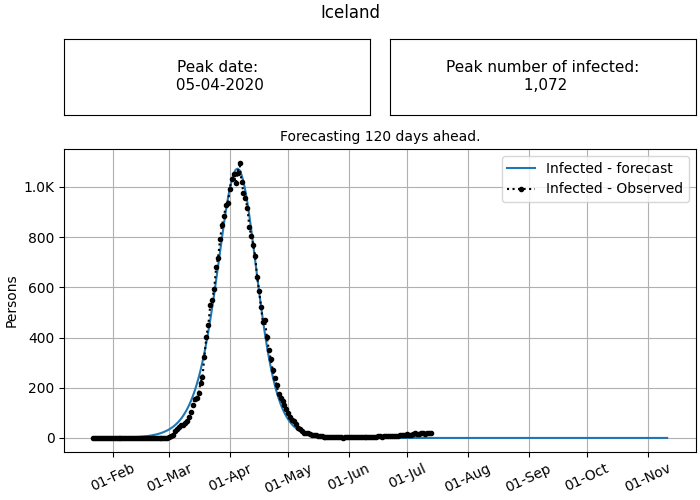 Iceland
Peak date:
05-04-2020
Peak number of infected:
1,072
Forecasting 120 days ahead.
Infected - forecast
Infected - Observed
Persons
1.0K
800
600
400
200
0
01-Feb
01-Mar
01-Apr
01-May
01-Jun
01-Jul
01-Aug
01-Sep
01-Oct
01-Nov